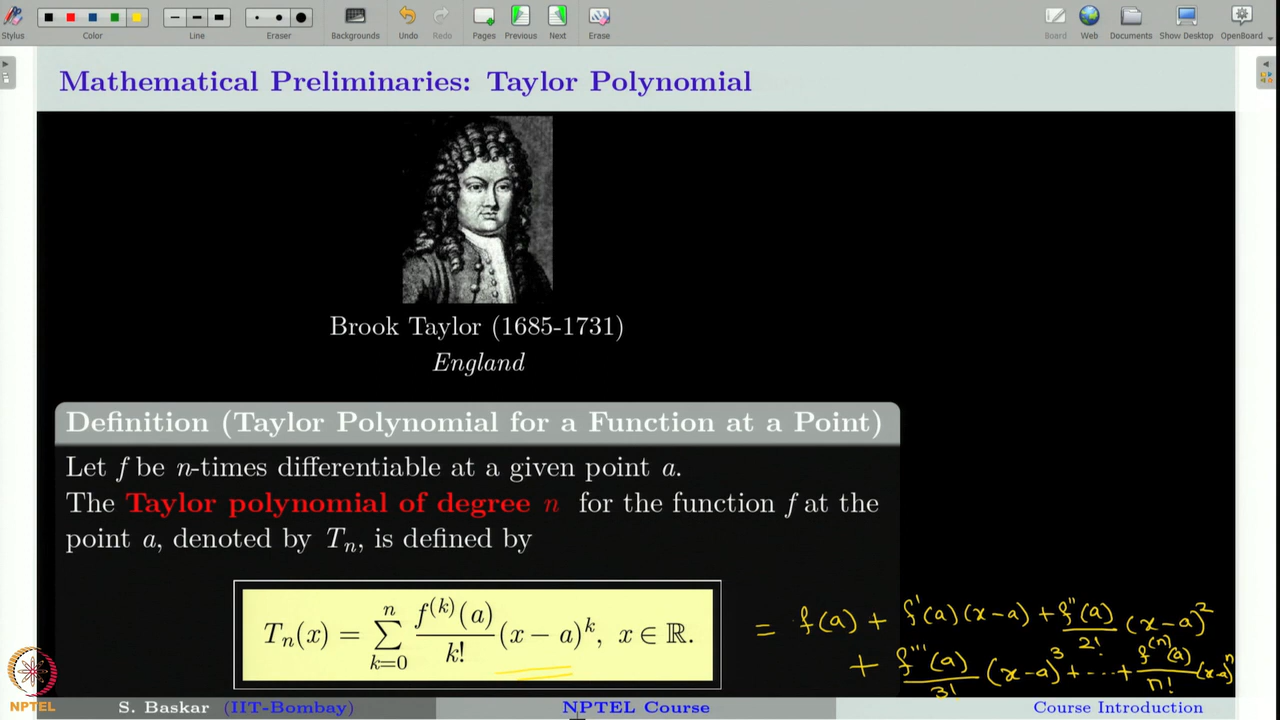 Stylus Color Line Eraser Backgrounds Undo Redo Pages Previous Next Erase Board Web Documents Show Desktop OpenBoard
Mathematical Preliminaries: Taylor Polynomial
Brook Taylor (1685-1731)
England
Definition (Taylor Polynomial for a Function at a Point)
Let f be n-times differentiable at a given point a.
The Taylor polynomial of degree n for the function f at the
point a, denoted by Tₙ, is defined by
Tₙ(x) = ∑_{k=0}^{n} f^{(k)}(a)/k! (x − a)^k, x ∈ ℝ.
= f(a) + f'(a)(x-a) + f''(a)/2! (x-a)²
+ f'''(a)/3! (x-a)³ + ... + f^{(n)}(a)/n! (x-a)^n
NPTEL
S. Baskar (IIT-Bombay) NPTEL Course Course Introduction